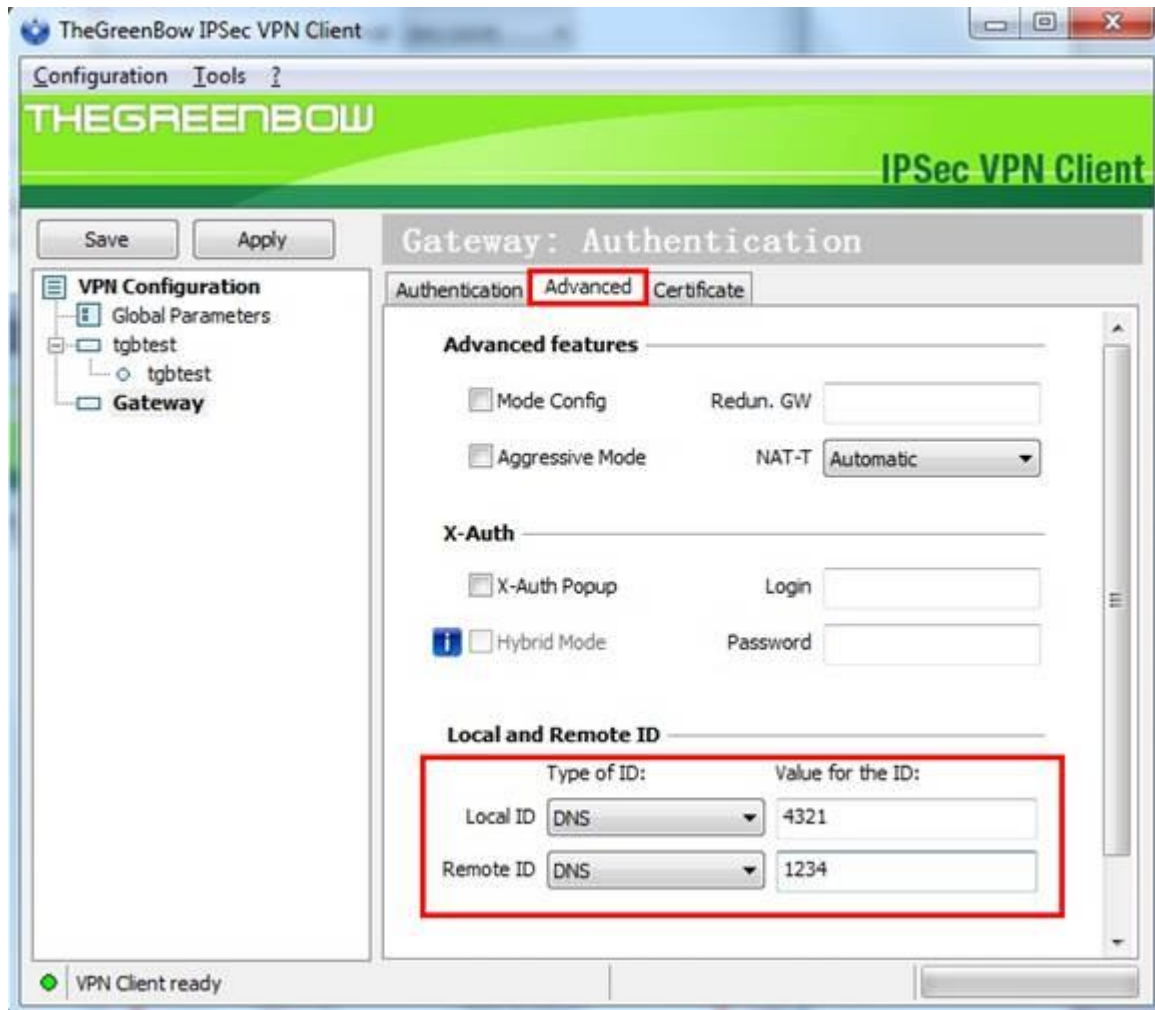 TheGreenBow IPSec VPN Client
Configuration Tools ?
THEGREENBOW
IPSec VPN Client
Save Apply
Gateway: Authentication
VPN Configuration
Global Parameters
tgbtest
tgbtest
Gateway
Authentication Advanced Certificate
Advanced features
Mode Config Redun. GW
Aggressive Mode NAT-T Automatic
X-Auth
X-Auth Popup Login
Hybrid Mode Password
Local and Remote ID
Type of ID: Value for the ID:
Local ID DNS 4321
Remote ID DNS 1234
VPN Client ready